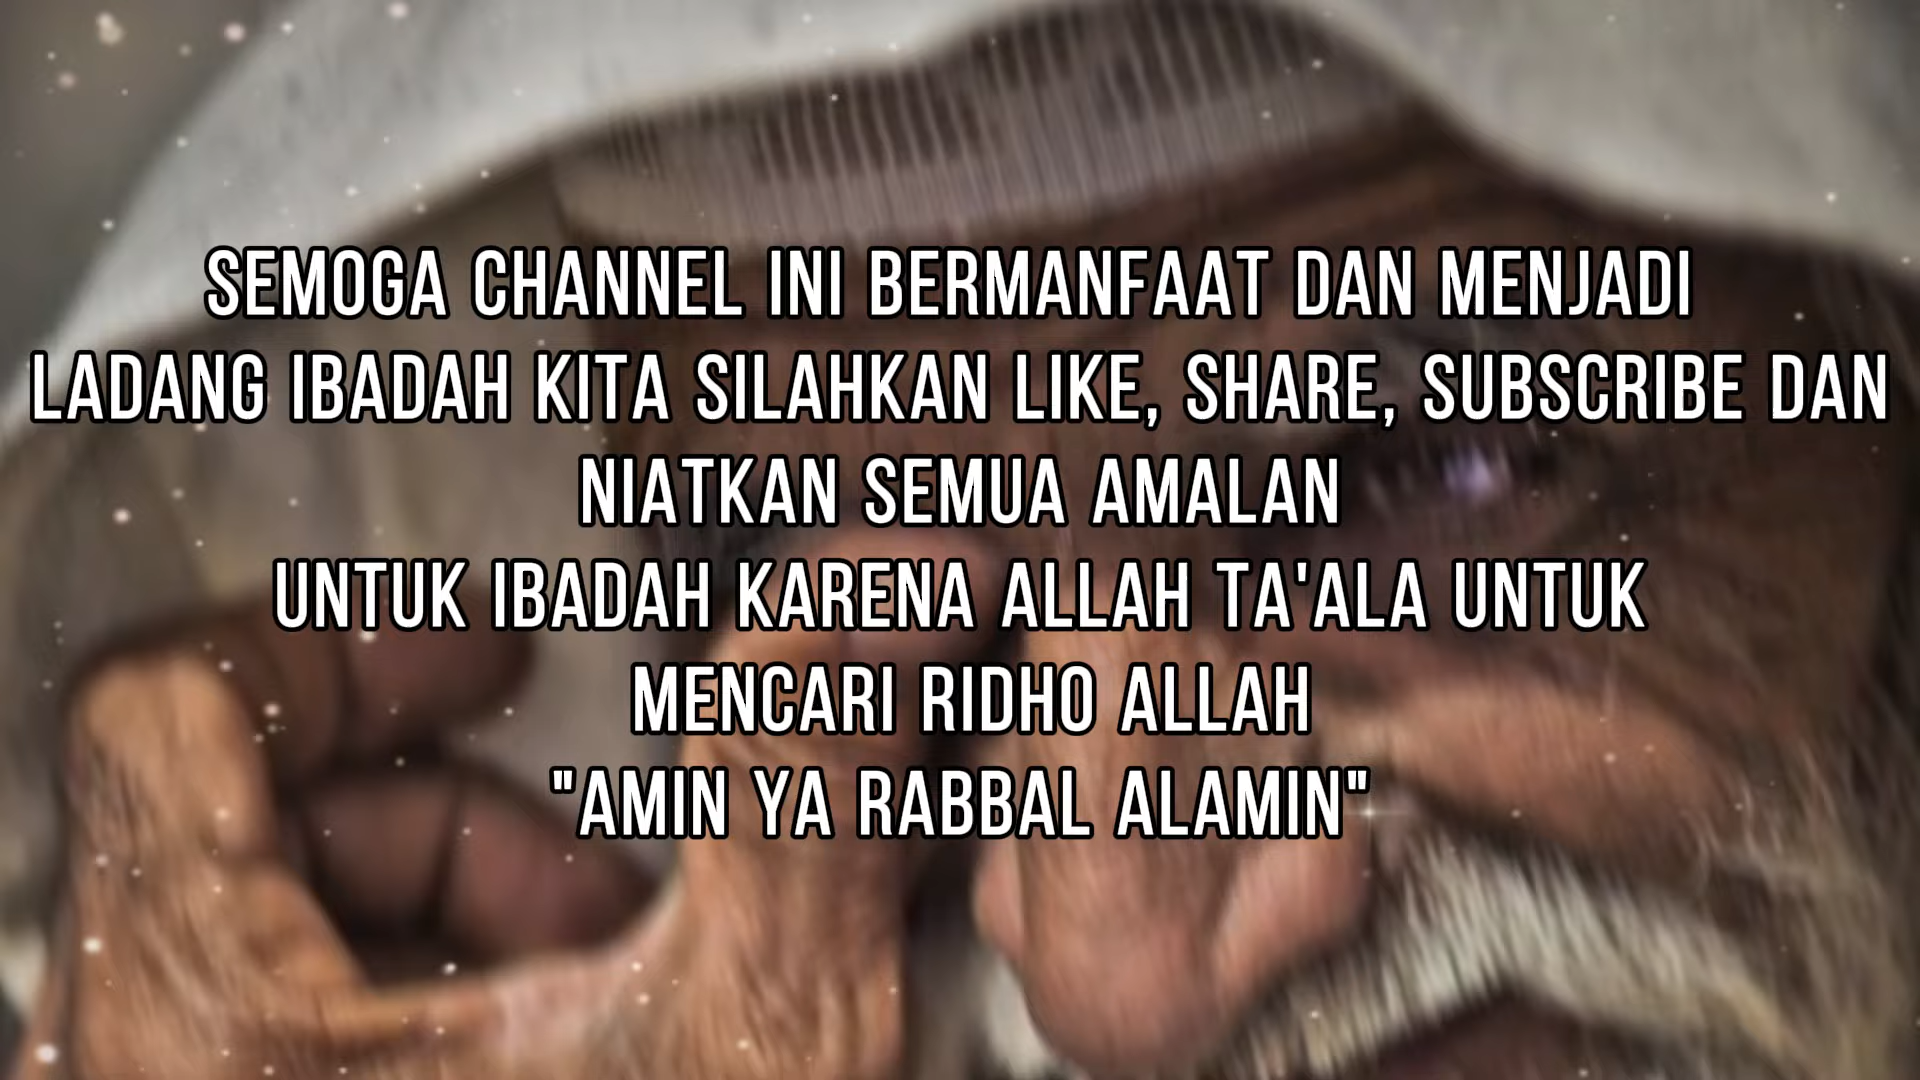 SEMOGA CHANNEL INI BERMANFAAT DAN MENJADI
LADANG IBADAH KITA SILAHKAN LIKE, SHARE, SUBSCRIBE DAN
NIATKAN SEMUA AMALAN
UNTUK IBADAH KARENA ALLAH TA'ALA UNTUK
MENCARI RIDHO ALLAH
"AMIN YA RABBAL ALAMIN"